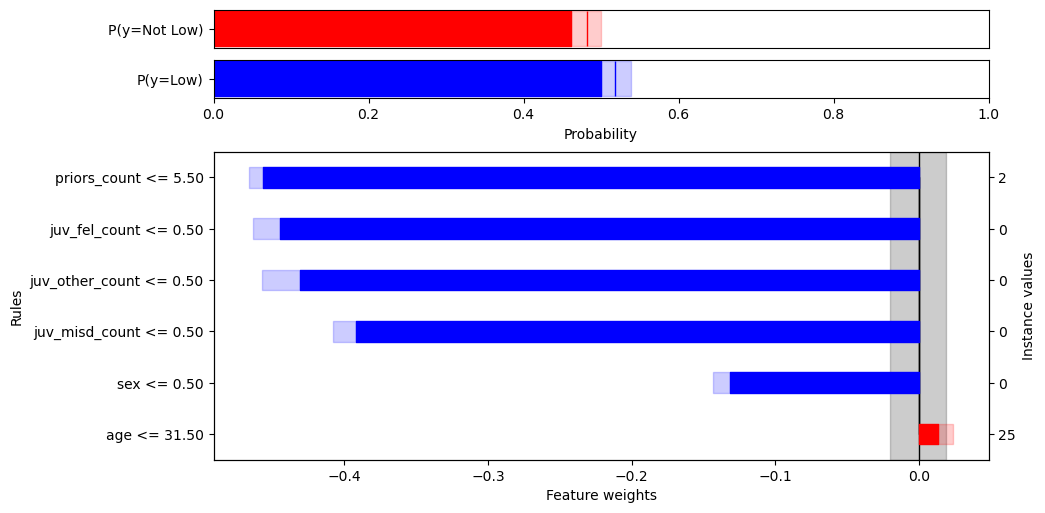 P(y=Not Low)
P(y=Low)
0.0 0.2 0.4 0.6 0.8 1.0
Probability
priors_count <= 5.50 2
juv_fel_count <= 0.50 0
juv_other_count <= 0.50 0
juv_misd_count <= 0.50 0
sex <= 0.50 0
age <= 31.50 25
Rules
Instance values
−0.4 −0.3 −0.2 −0.1 0.0
Feature weights